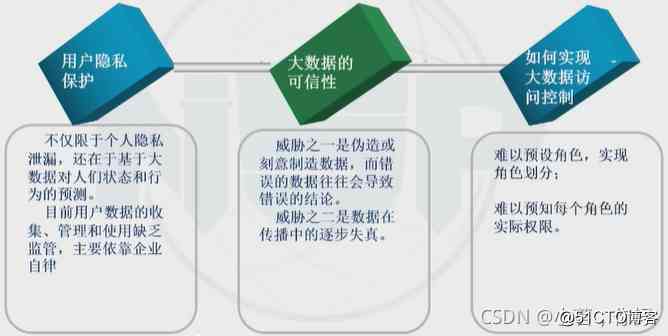 用户隐私
保护
大数据的
可信性
如何实现
大数据访
问控制
不仅限于个人隐私
泄漏，还在于基于大
数据对人们状态和行
为的预测。
目前用户数据的收
集、管理和使用缺乏
监管，主要依靠企业
自律
威胁之一是伪造或
刻意制造数据，而错
误的数据往往会导致
错误的结论。
威胁之二是数据在
传播中的逐步失真。
难以预设角色，实现
角色划分；
难以预知每个角色的
实际权限。
CSDN @
@51CTO博客